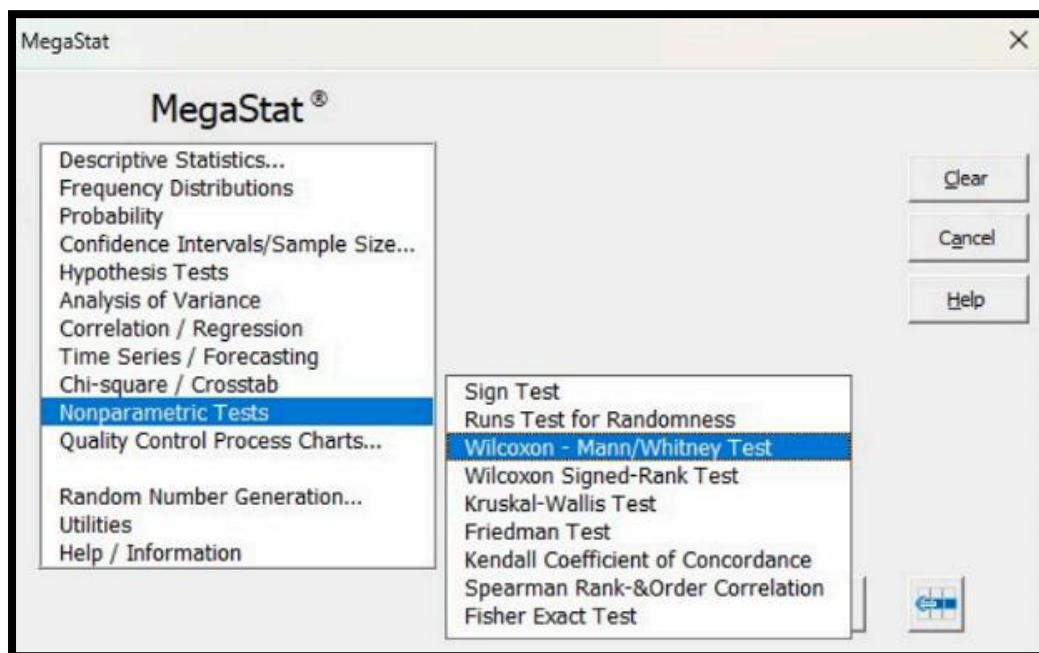 MegaStat
MegaStat ®
Descriptive Statistics...
Frequency Distributions
Probability
Confidence Intervals/Sample Size...
Hypothesis Tests
Analysis of Variance
Correlation / Regression
Time Series / Forecasting
Chi-square / Crosstab
Nonparametric Tests
Quality Control Process Charts...
Random Number Generation...
Utilities
Help / Information
Sign Test
Runs Test for Randomness
Wilcoxon - Mann/Whitney Test
Wilcoxon Signed-Rank Test
Kruskal-Wallis Test
Friedman Test
Kendall Coefficient of Concordance
Spearman Rank-&Order Correlation
Fisher Exact Test
Clear
Cancel
Help